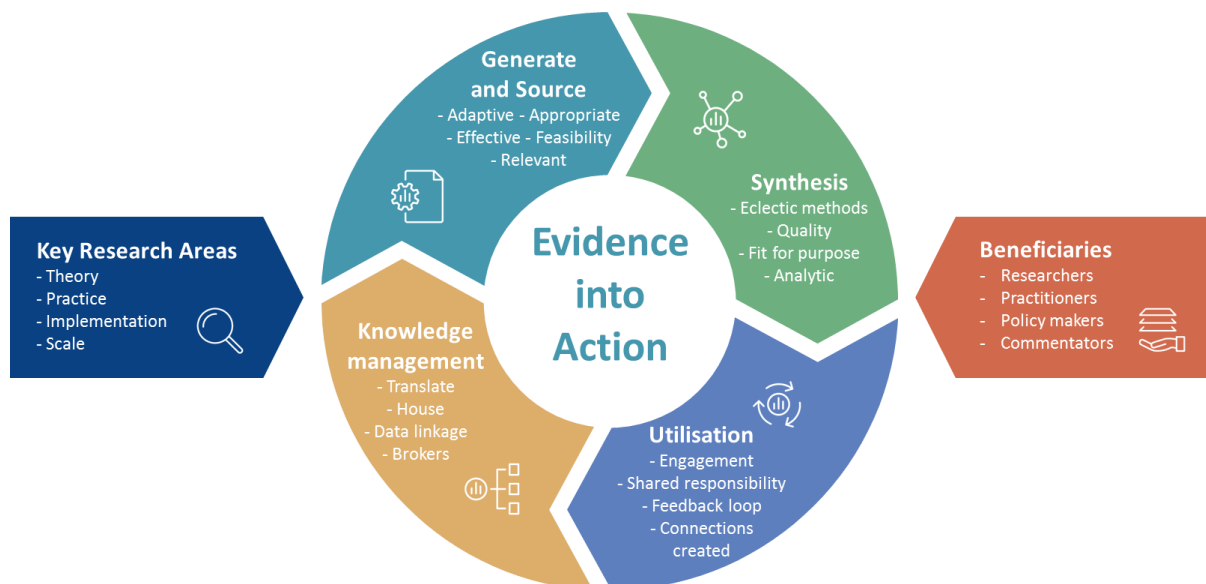 Generate
and Source
- Adaptive - Appropriate
- Effective - Feasibility
- Relevant
Synthesis
- Eclectic methods
- Quality
- Fit for purpose
- Analytic
Key Research Areas
- Theory
- Practice
- Implementation
- Scale
Evidence
into
Action
Beneficiaries
- Researchers
- Practitioners
- Policy makers
- Commentators
Knowledge
management
- Translate
- House
- Data linkage
- Brokers
Utilisation
- Engagement
- Shared responsibility
- Feedback loop
- Connections
created